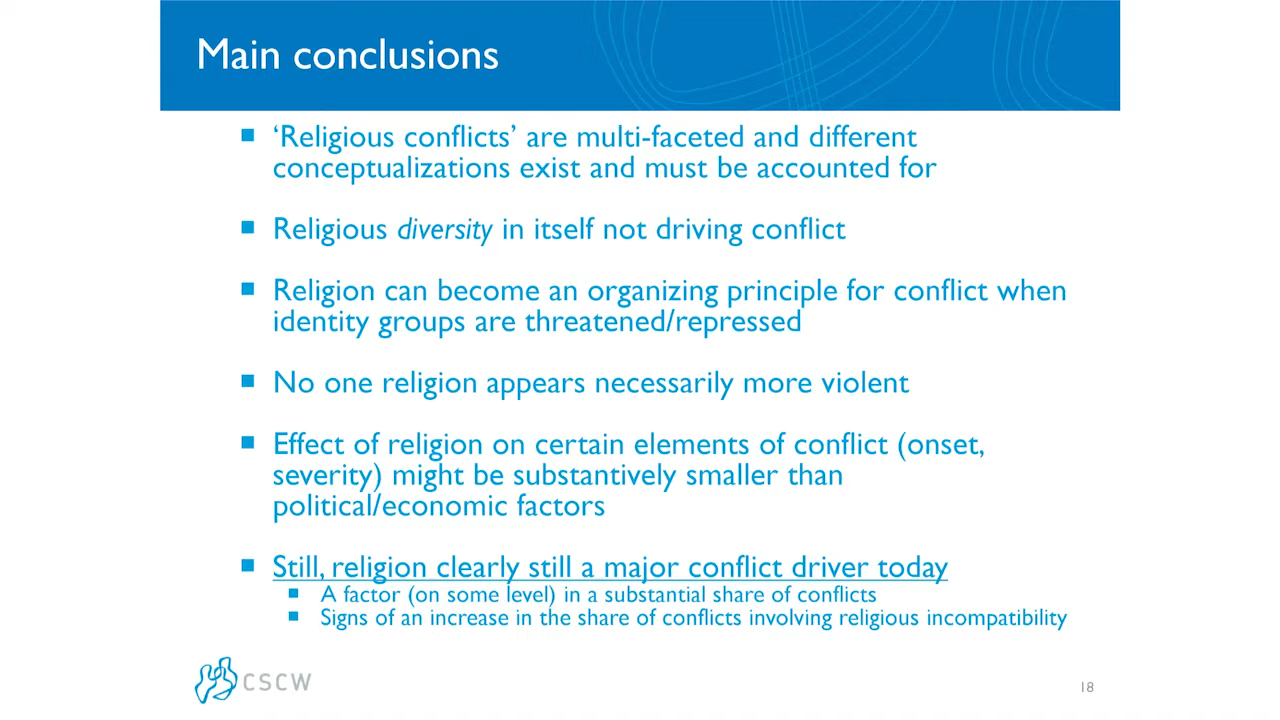 Main conclusions
‘Religious conflicts’ are multi-faceted and different
conceptualizations exist and must be accounted for
Religious diversity in itself not driving conflict
Religion can become an organizing principle for conflict when
identity groups are threatened/repressed
No one religion appears necessarily more violent
Effect of religion on certain elements of conflict (onset,
severity) might be substantively smaller than
political/economic factors
Still, religion clearly still a major conflict driver today
A factor (on some level) in a substantial share of conflicts
Signs of an increase in the share of conflicts involving religious incompatibility
CSCW
18